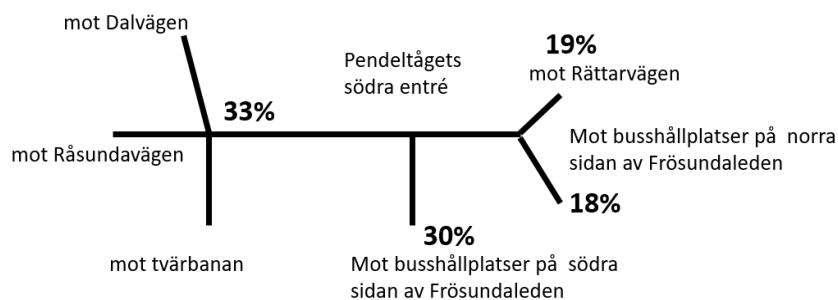 mot Dalvägen
33%
mot Råsundavägen
mot tvärbanan
Pendeltågets
södra entré
30%
Mot busshållplatser på södra
sidan av Frösundaleden
19%
mot Rättarvägen
Mot busshållplatser på norra
sidan av Frösundaleden
18%